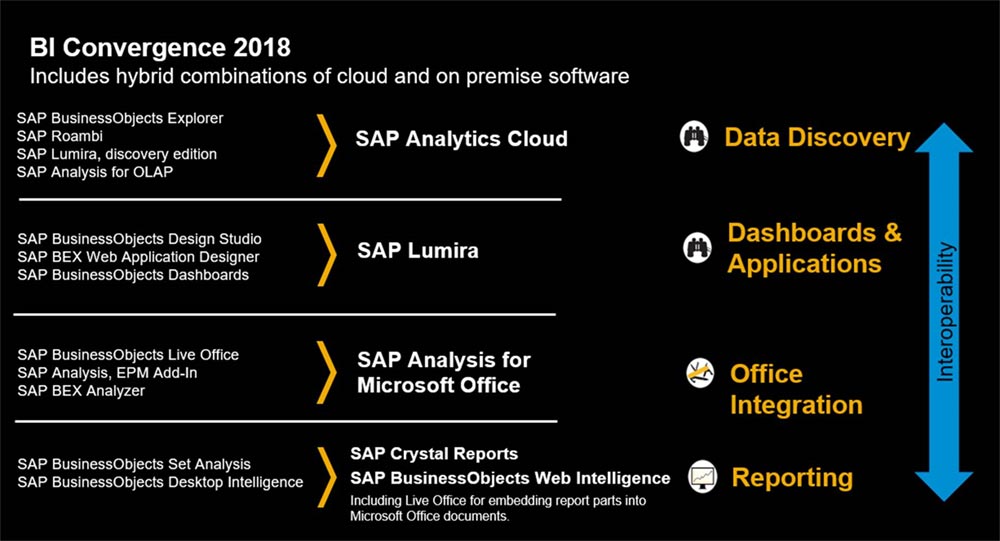 BI Convergence 2018
Includes hybrid combinations of cloud and on premise software
SAP BusinessObjects Explorer
SAP Roambi
SAP Lumira, discovery edition
SAP Analysis for OLAP
SAP Analytics Cloud
Data Discovery
SAP BusinessObjects Design Studio
SAP BEX Web Application Designer
SAP BusinessObjects Dashboards
SAP Lumira
Dashboards &
Applications
SAP BusinessObjects Live Office
SAP Analysis, EPM Add-In
SAP BEX Analyzer
SAP Analysis for
Microsoft Office
Office
Integration
SAP BusinessObjects Set Analysis
SAP BusinessObjects Desktop Intelligence
SAP Crystal Reports
SAP BusinessObjects Web Intelligence
Including Live Office for embedding report parts into
Microsoft Office documents.
Reporting
Interoperability